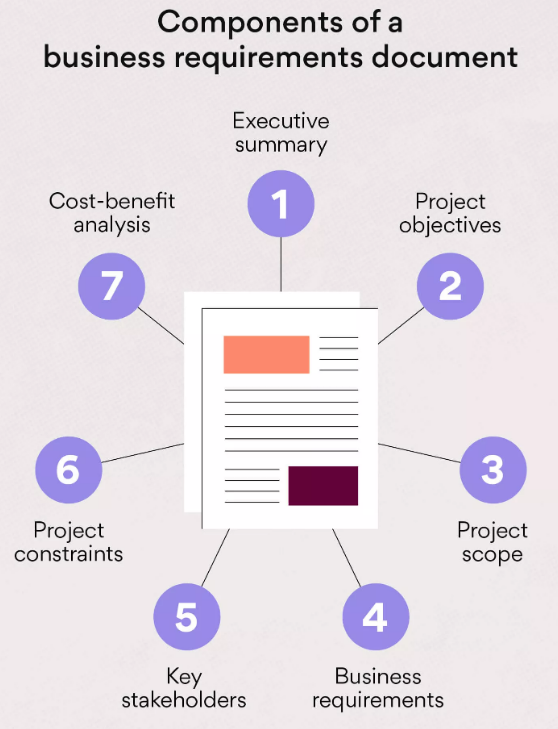 Components of a
business requirements document
Executive
summary
1
Project
objectives
2
3
Project
scope
4
Business
requirements
5
Key
stakeholders
6
Project
constraints
Cost-benefit
analysis
7